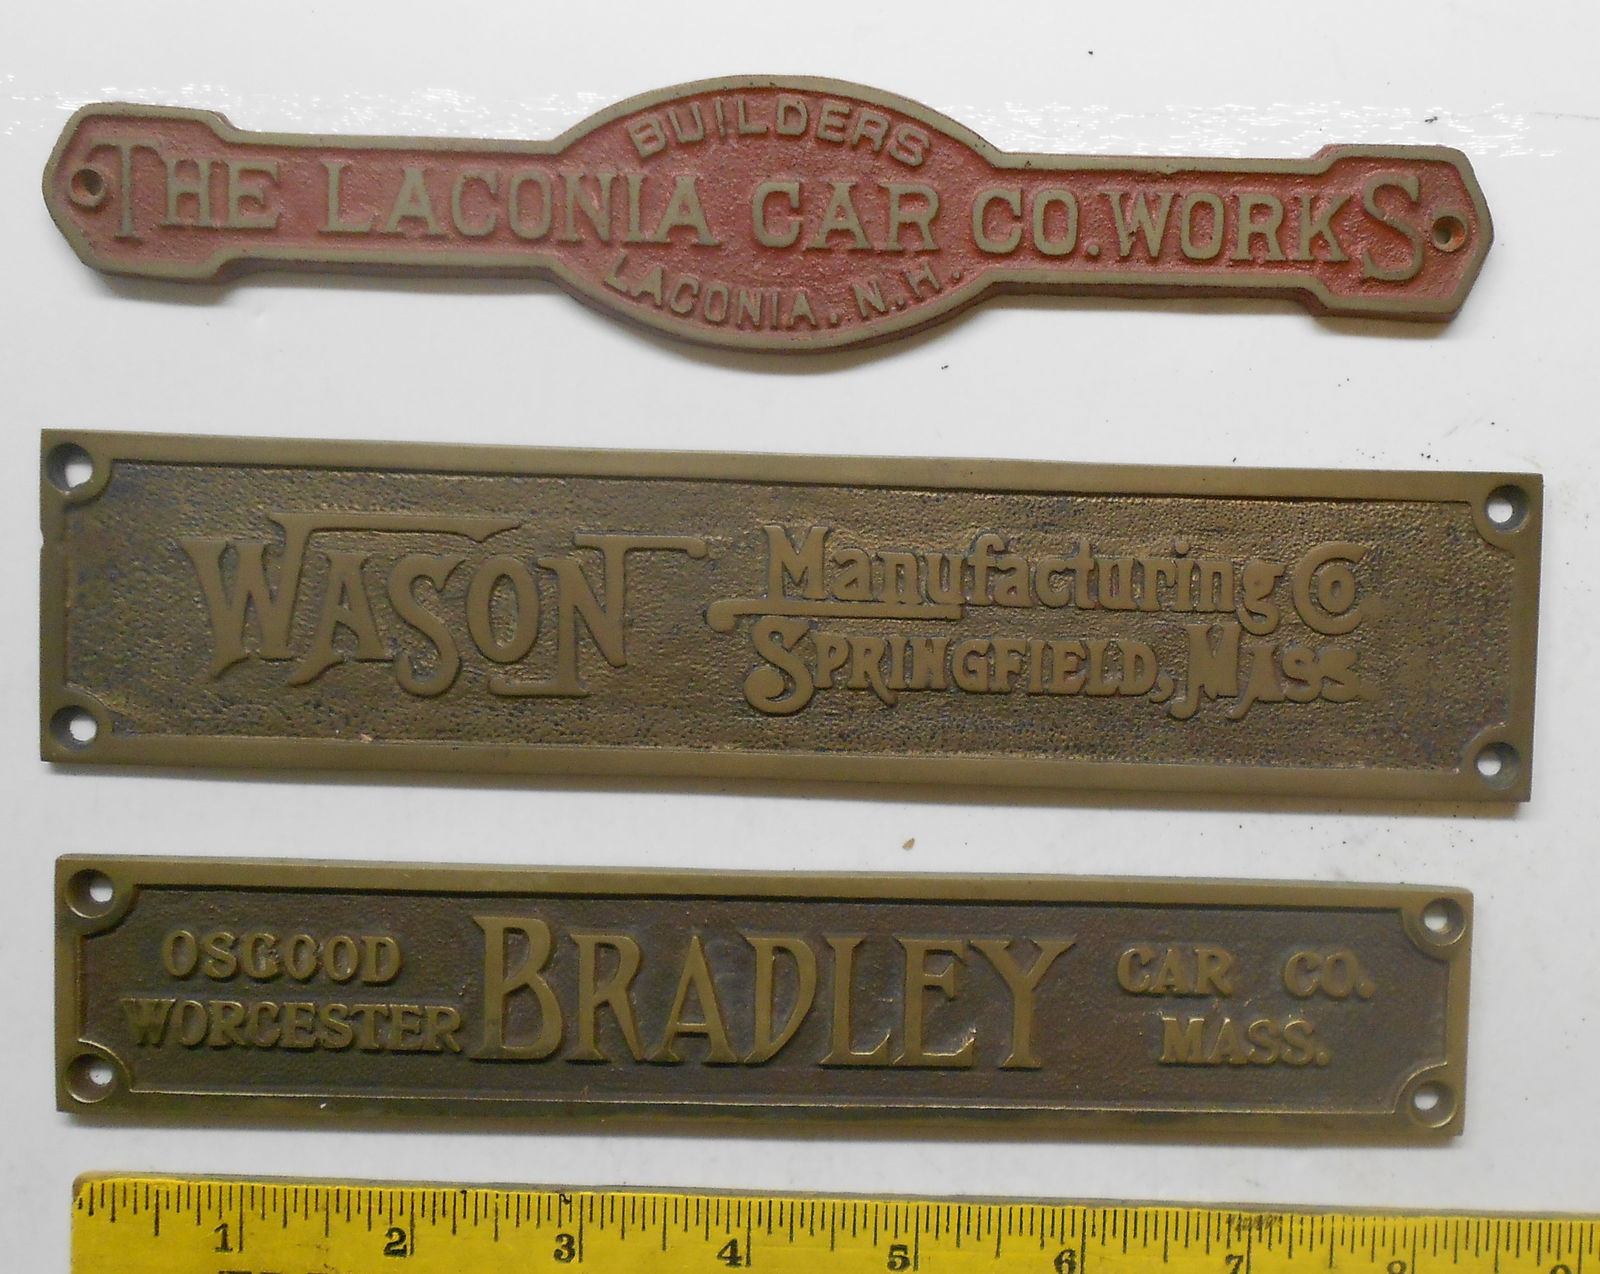 BUILDERS
THE LACONIA CAR CO. WORKS
LACONIA, N.H.
WASON Manufacturing Co
SPRINGFIELD, MASS
OSGOOD BRADLEY CAR CO.
WORCESTER MASS.
1 2 3 4 5 6 7 8 9